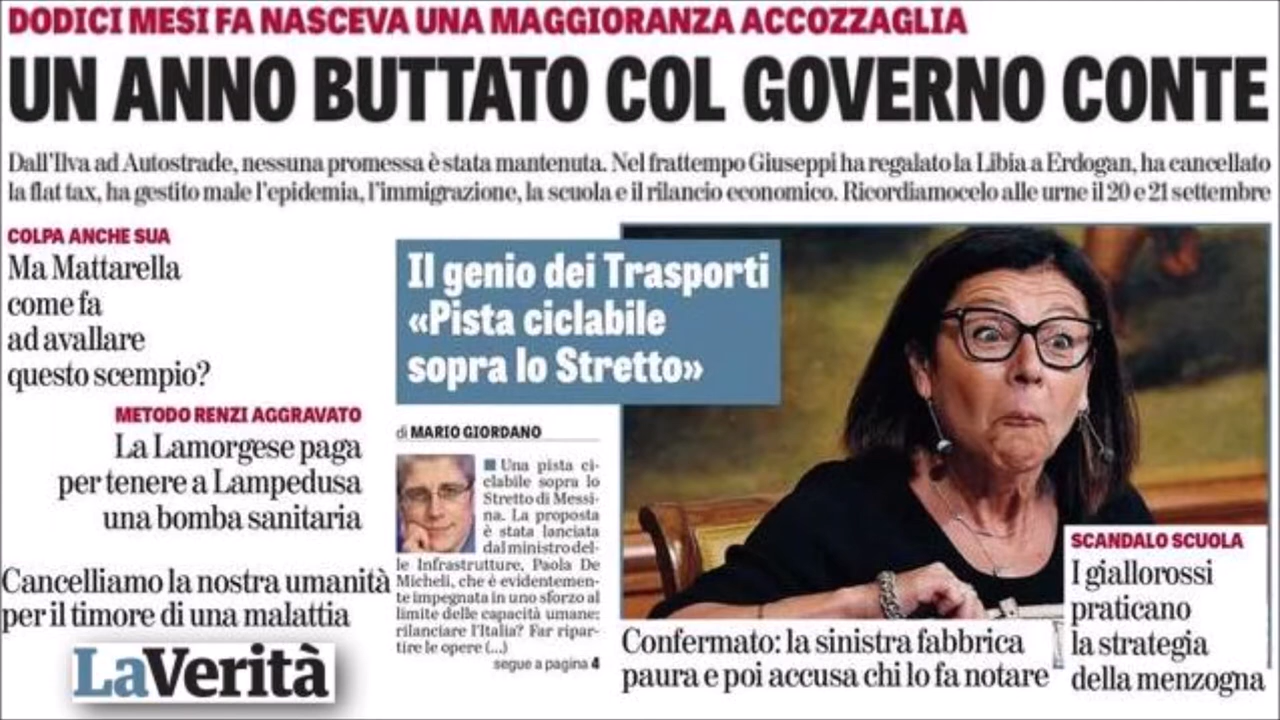 DODICI MESI FA NASCEVA UNA MAGGIORANZA ACCOZZAGLIA
UN ANNO BUTTATO COL GOVERNO CONTE
Dall'Ilva ad Autostrade, nessuna promessa è stata mantenuta. Nel frattempo Giuseppi ha regalato la Libia a Erdogan, ha cancellato
la flat tax, ha gestito male l'epidemia, l'immigrazione, la scuola e il rilancio economico. Ricordiamocelo alle urne il 20 e 21 settembre
COLPA ANCHE SUA
Ma Mattarella
come fa
ad avallare
questo scempio?
METODO RENZI AGGRAVATO
La Lamorgese paga
per tenere a Lampedusa
una bomba sanitaria
Cancelliamo la nostra umanità
per il timore di una malattia
LaVerità
Il genio dei Trasporti
«Pista ciclabile
sopra lo Stretto»
di MARIO GIORDANO
Una pista ci-
clabile sopra lo
Stretto di Messi-
na. La proposta
è stata lanciata
dal ministro del-
le Infrastrutture, Paola De
Micheli, che è evidentemen-
te impegnata in uno sforzo al
limite delle capacità umane:
rilanciare l'Italia? Far ripar-
tire le opere (...)
segue a pagina 4
Confermato: la sinistra fabbrica
paura e poi accusa chi lo fa notare
SCANDALO SCUOLA
I giallorossi
praticano
la strategia
della menzogna